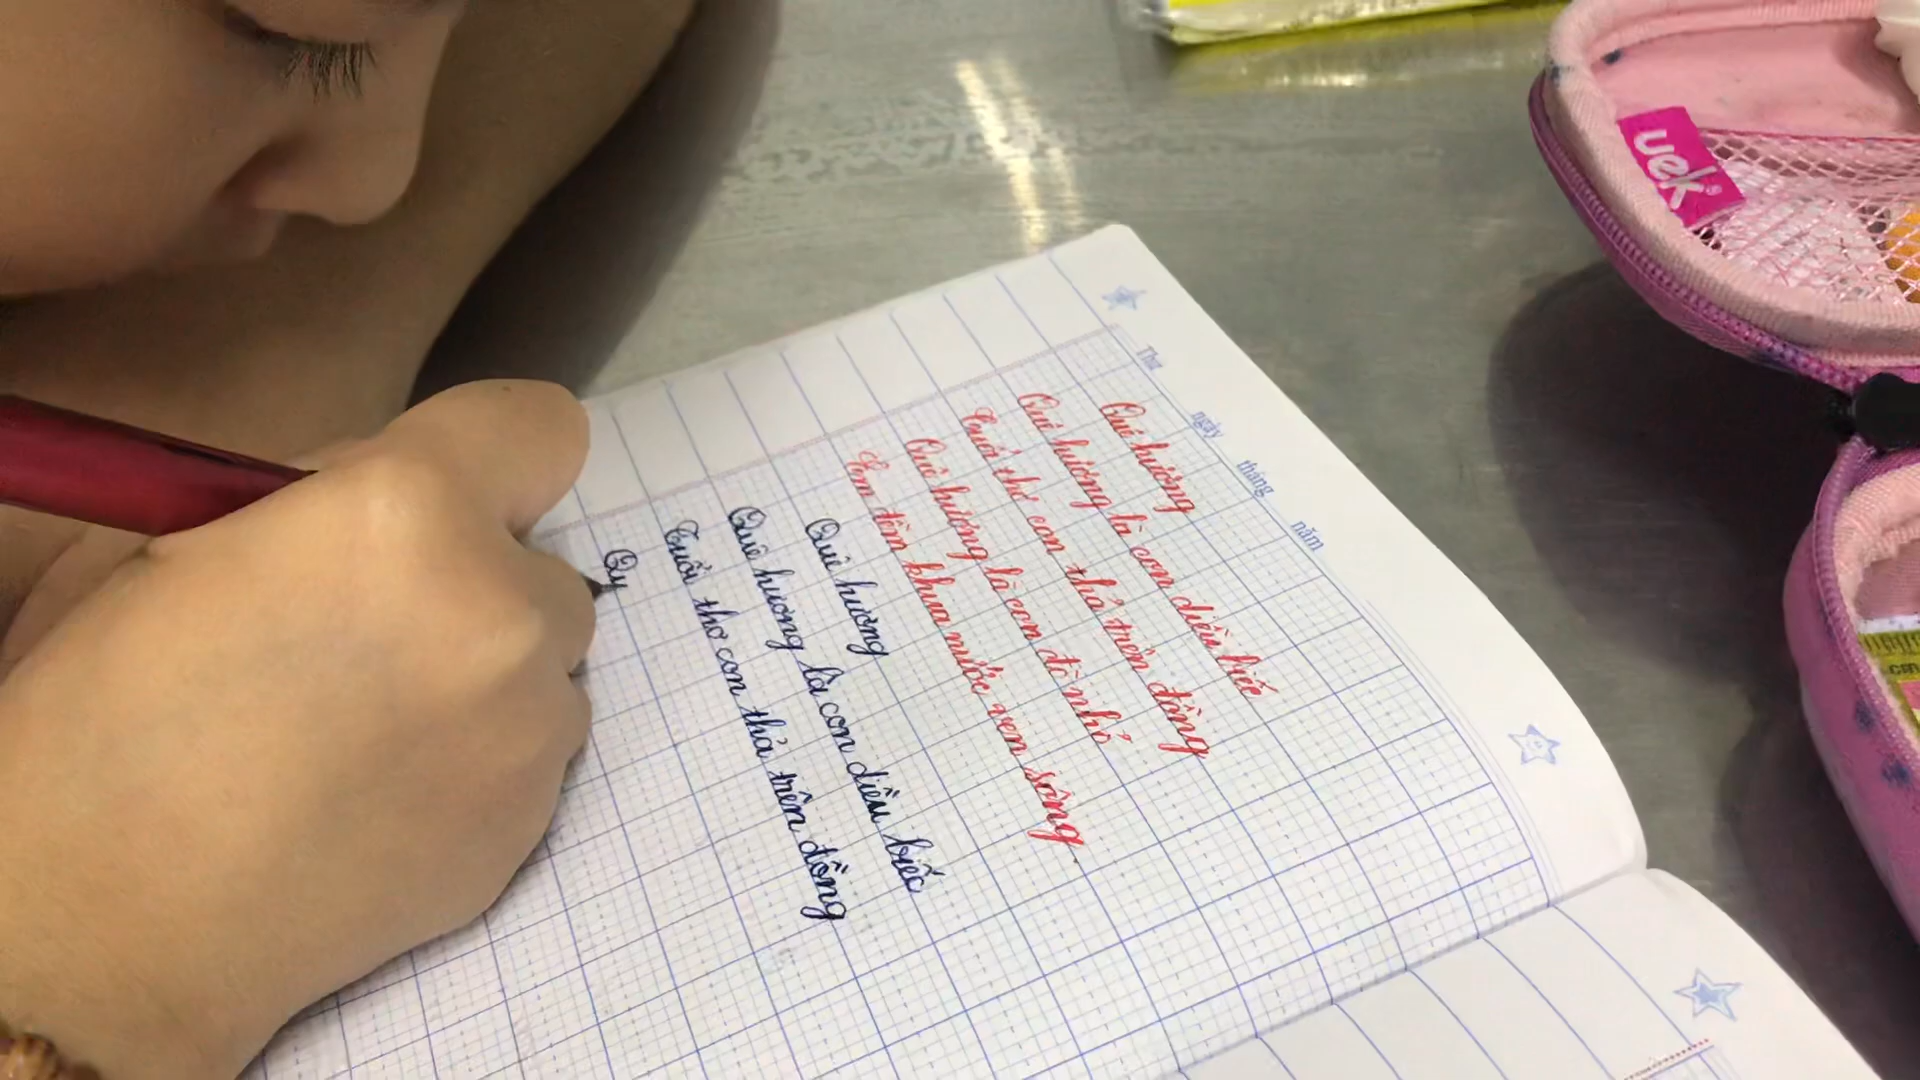 Thứ ngày tháng năm
Quê hương
Quê hương là con diều biếc
Tuổi thơ con thả trên đồng
Quê hương là con đò nhỏ
Êm đềm khua nước ven sông
Quê hương
Quê hương là con diều biếc
Tuổi thơ con thả trên đồng
Qu
uek
cm